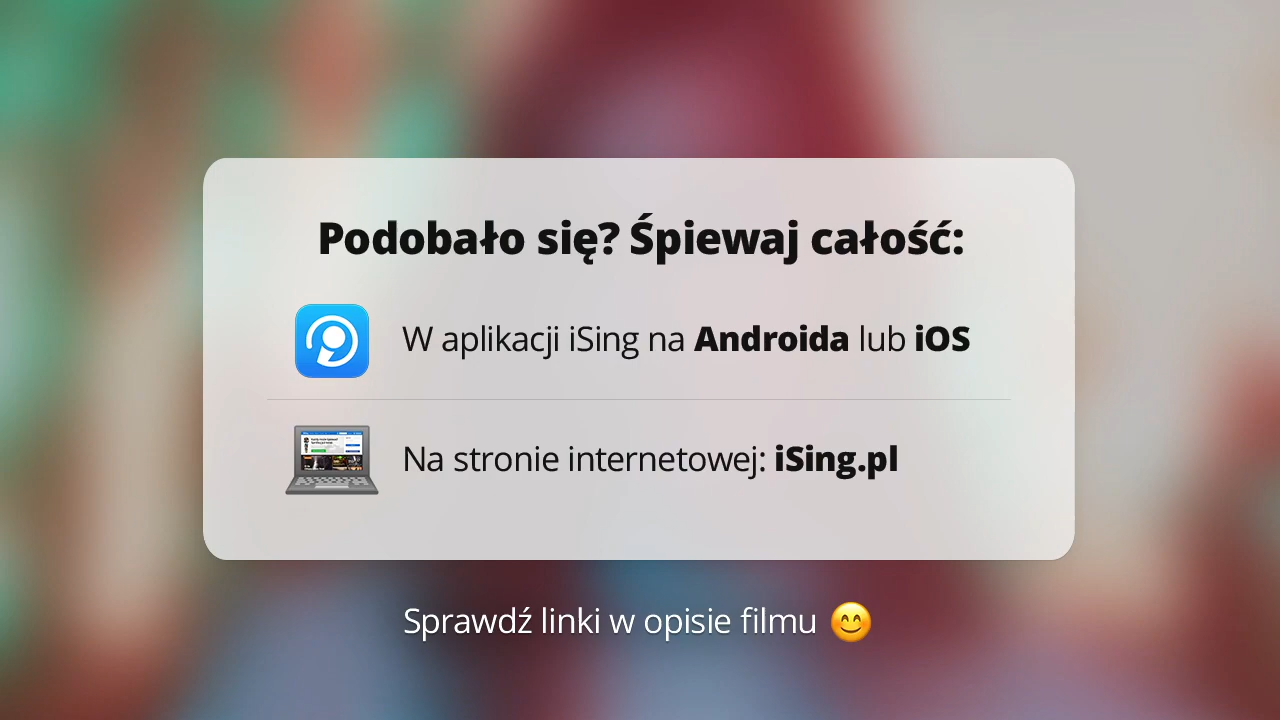 Podobało się? Śpiewaj całość:
W aplikacji iSing na Androida lub iOS
Na stronie internetowej: iSing.pl
Sprawdź linki w opisie filmu 😊